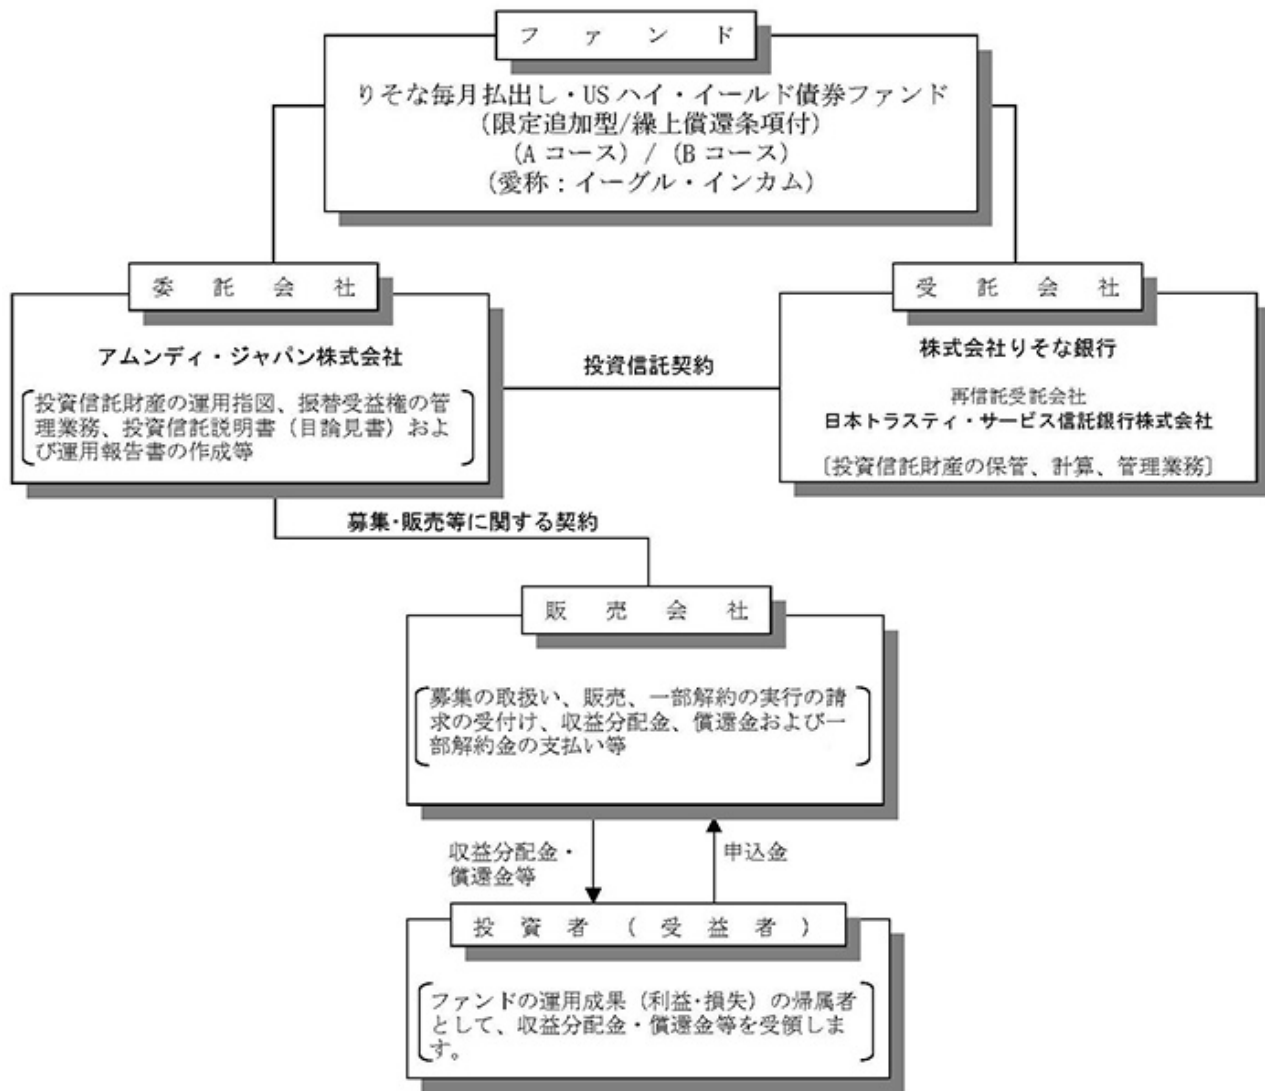 ファンド
りそな毎月払出し・USハイ・イールド債券ファンド
(限定追加型/繰上償還条項付)
(Aコース)/(Bコース)
(愛称:イーグル・インカム)
委託会社
アムンディ・ジャパン株式会社
投資信託財産の運用指図、振替受益権の管
理業務、投資信託説明書(目論見書)およ
び運用報告書の作成等
投資信託契約
受託会社
株式会社りそな銀行
再信託受託会社
日本トラスティ・サービス信託銀行株式会社
〔投資信託財産の保管、計算、管理業務〕
募集・販売等に関する契約
販売会社
募集の取扱い、販売、一部解約の実行の請
求の受付け、収益分配金、償還金および一
部解約金の支払い等
収益分配金・
償還金等
申込金
投資者(受益者)
ファンドの運用成果(利益・損失)の帰属者
として、収益分配金・償還金等を受領しま
す。